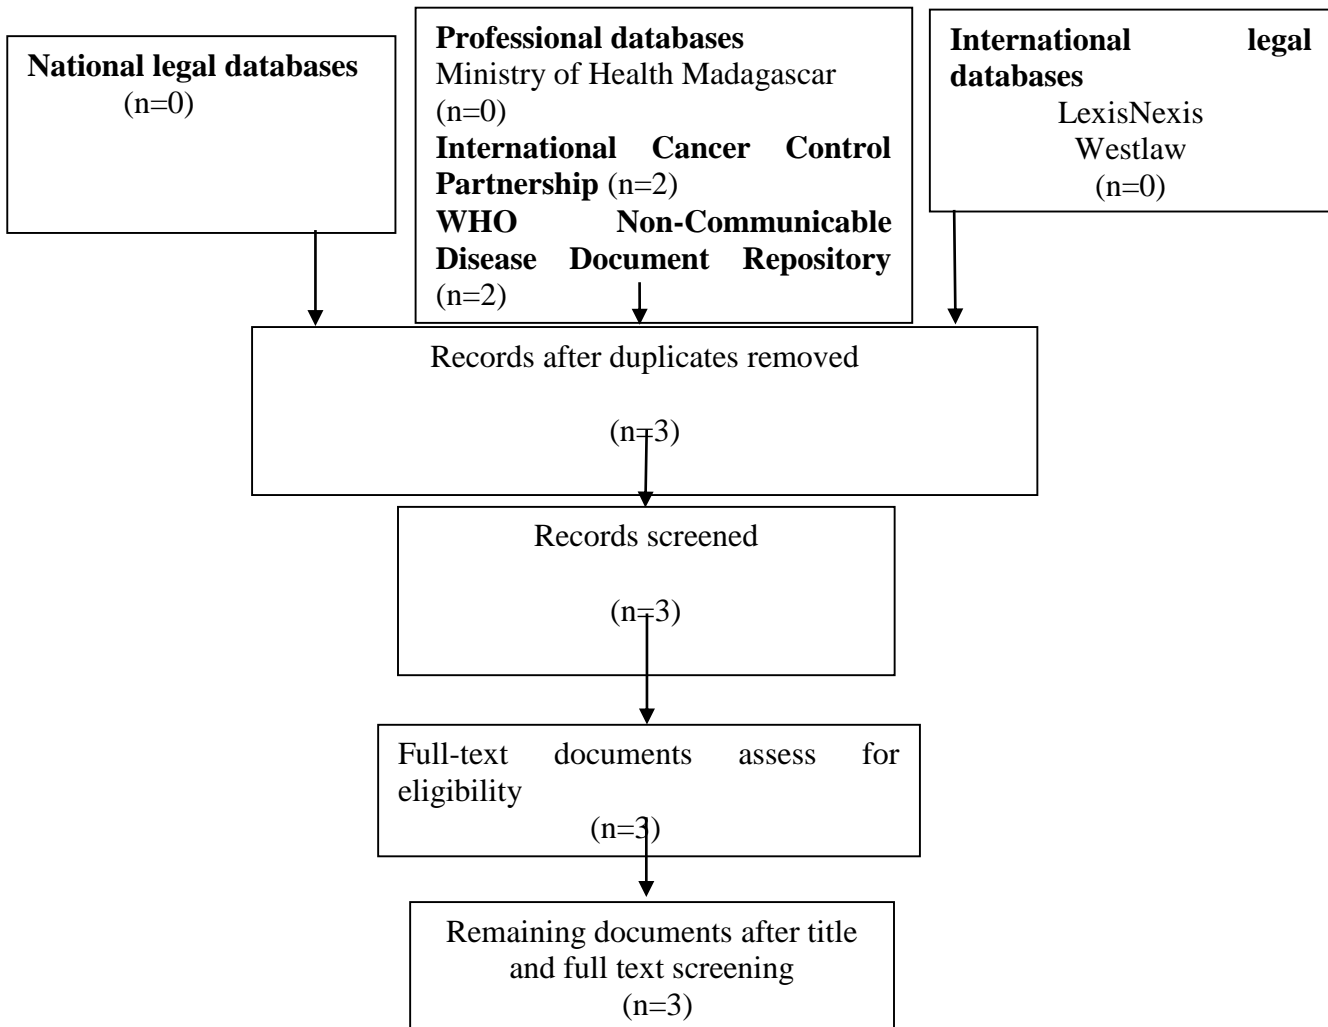 National legal databases
(n=0)
Professional databases
Ministry of Health Madagascar
(n=0)
International Cancer Control
Partnership (n=2)
WHO Non-Communicable
Disease Document Repository
(n=2)
International legal
databases
LexisNexis
Westlaw
(n=0)
Records after duplicates removed
(n=3)
Records screened
(n=3)
Full-text documents assess for
eligibility
(n=3)
Remaining documents after title
and full text screening
(n=3)